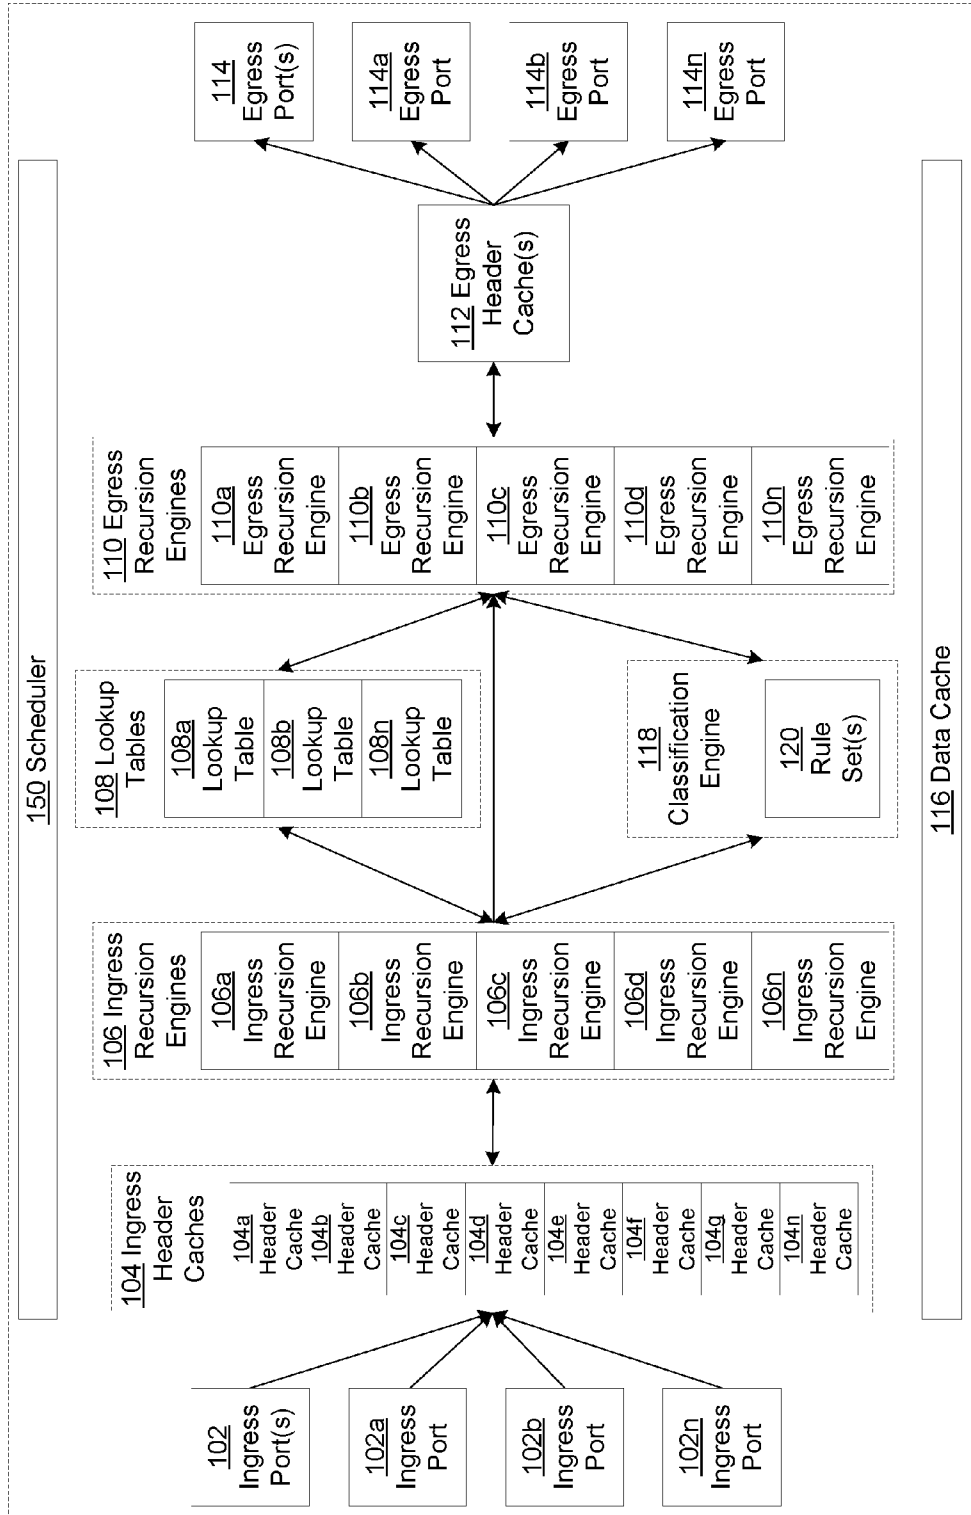 150 Scheduler
102
Ingress
Port(s)
102a
Ingress
Port
102b
Ingress
Port
102n
Ingress
Port
104 Ingress
Header
Caches
104a
Header
Cache
104b
Header
Cache
104c
Header
Cache
104d
Header
Cache
104e
Header
Cache
104f
Header
Cache
104g
Header
Cache
104n
Header
Cache
106 Ingress
Recursion
Engines
106a
Ingress
Recursion
Engine
106b
Ingress
Recursion
Engine
106c
Ingress
Recursion
Engine
106d
Ingress
Recursion
Engine
106n
Ingress
Recursion
Engine
108 Lookup
Tables
108a
Lookup
Table
108b
Lookup
Table
108n
Lookup
Table
118
Classification
Engine
120
Rule
Set(s)
110 Egress
Recursion
Engines
110a
Egress
Recursion
Engine
110b
Egress
Recursion
Engine
110c
Egress
Recursion
Engine
110d
Egress
Recursion
Engine
110n
Egress
Recursion
Engine
112 Egress
Header
Cache(s)
114
Egress
Port(s)
114a
Egress
Port
114b
Egress
Port
114n
Egress
Port
116 Data Cache